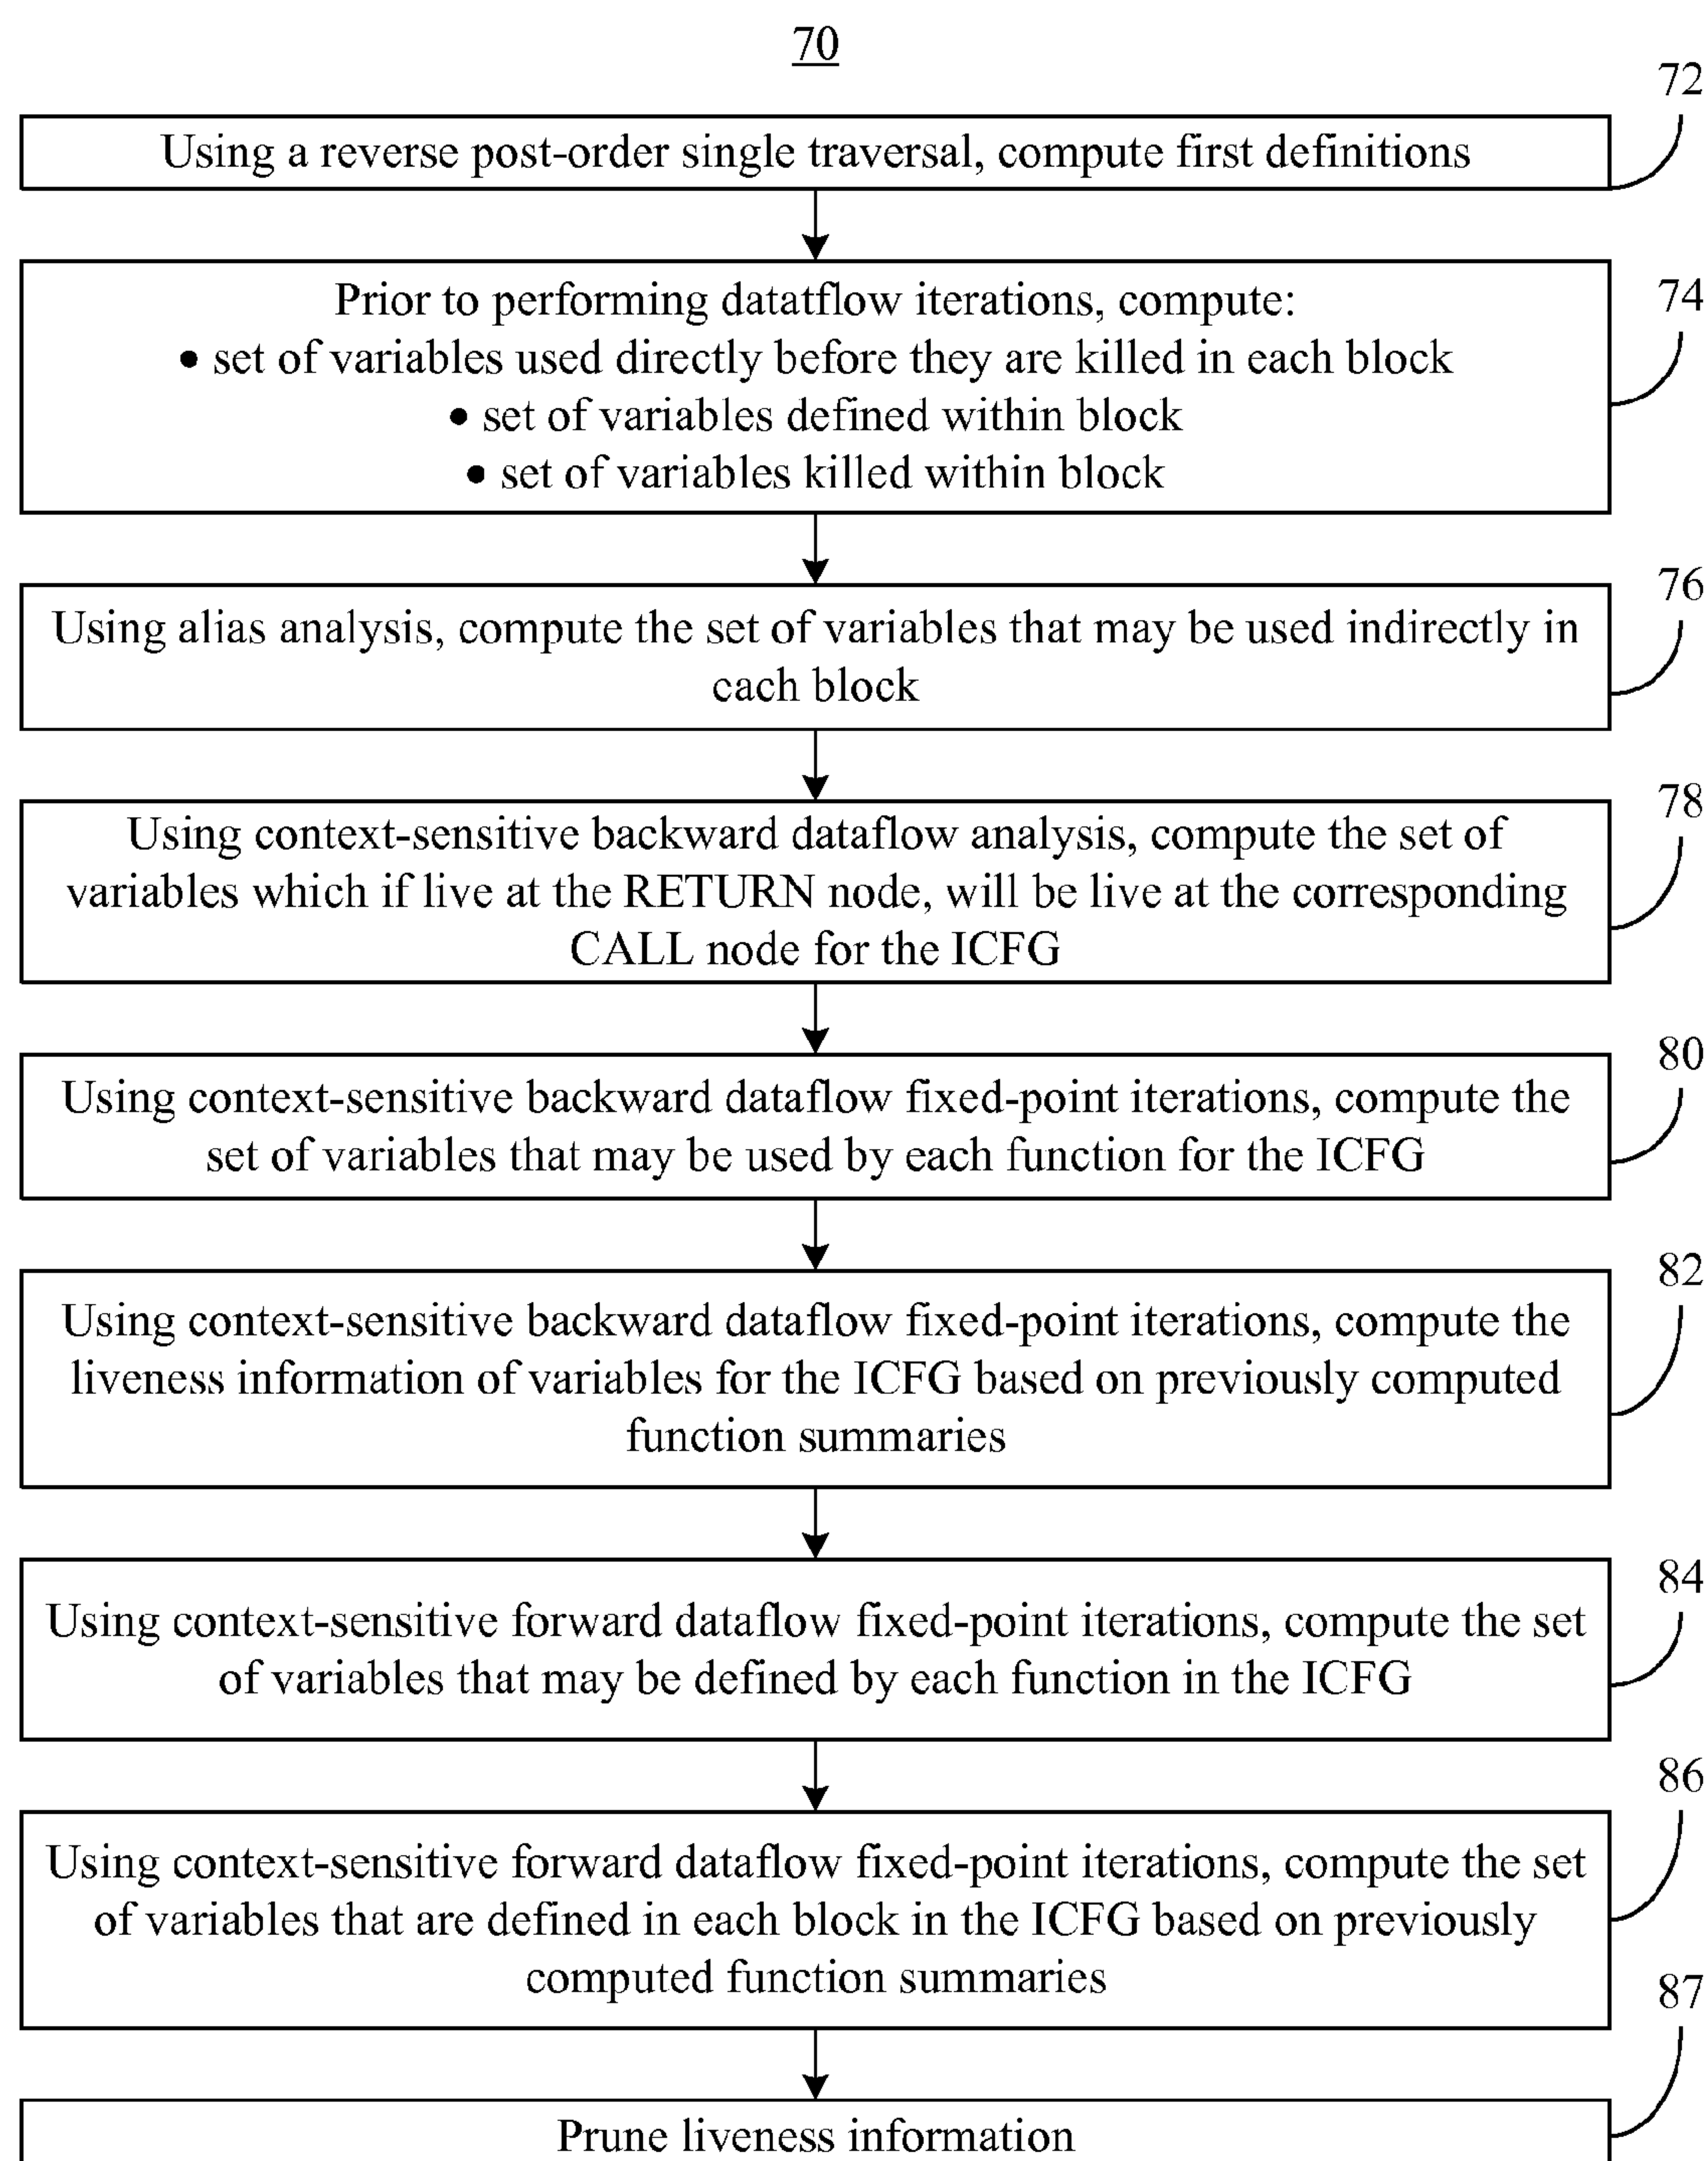 70
72
Using a reverse post-order single traversal, compute first definitions
74
Prior to performing datatflow iterations, compute:
• set of variables used directly before they are killed in each block
• set of variables defined within block
• set of variables killed within block
76
Using alias analysis, compute the set of variables that may be used indirectly in
each block
78
Using context-sensitive backward dataflow analysis, compute the set of
variables which if live at the RETURN node, will be live at the corresponding
CALL node for the ICFG
80
Using context-sensitive backward dataflow fixed-point iterations, compute the
set of variables that may be used by each function for the ICFG
82
Using context-sensitive backward dataflow fixed-point iterations, compute the
liveness information of variables for the ICFG based on previously computed
function summaries
84
Using context-sensitive forward dataflow fixed-point iterations, compute the set
of variables that may be defined by each function in the ICFG
86
Using context-sensitive forward dataflow fixed-point iterations, compute the set
of variables that are defined in each block in the ICFG based on previously
computed function summaries
87
Prune liveness information